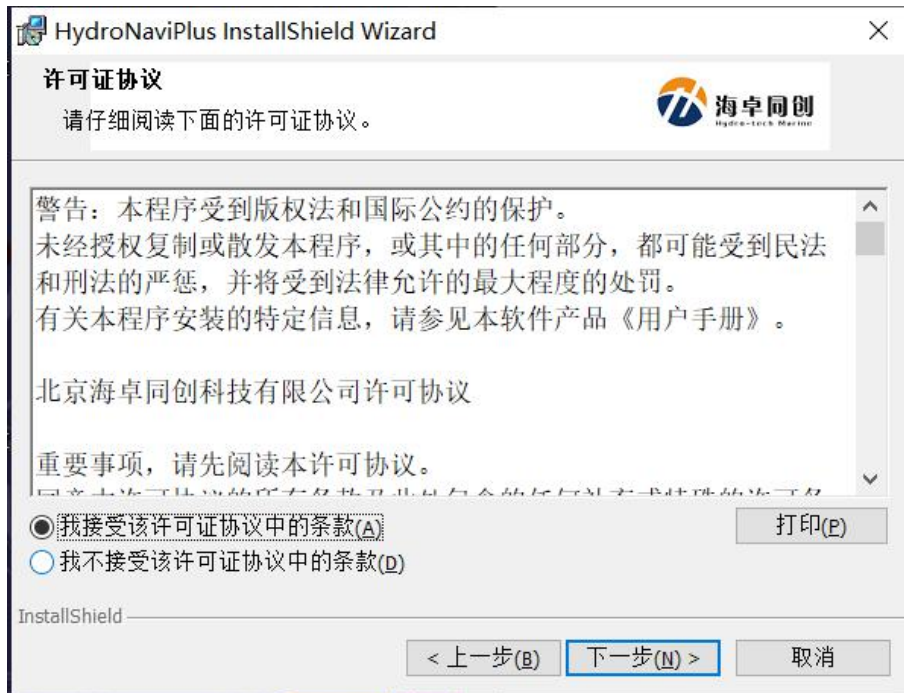 HydroNaviPlus InstallShield Wizard
许可证协议
请仔细阅读下面的许可证协议。
海卓同创
Hydro-tech Marine
警告：本程序受到版权法和国际公约的保护。
未经授权复制或散发本程序，或其中的任何部分，都可能受到民法
和刑法的严惩，并将受到法律允许的最大程度的处罚。
有关本程序安装的特定信息，请参见本软件产品《用户手册》。
北京海卓同创科技有限公司许可协议
重要事项，请先阅读本许可协议。
我接受该许可证协议中的条款(A)
打印(P)
我不接受该许可证协议中的条款(D)
InstallShield
< 上一步(B)
下一步(N) >
取消